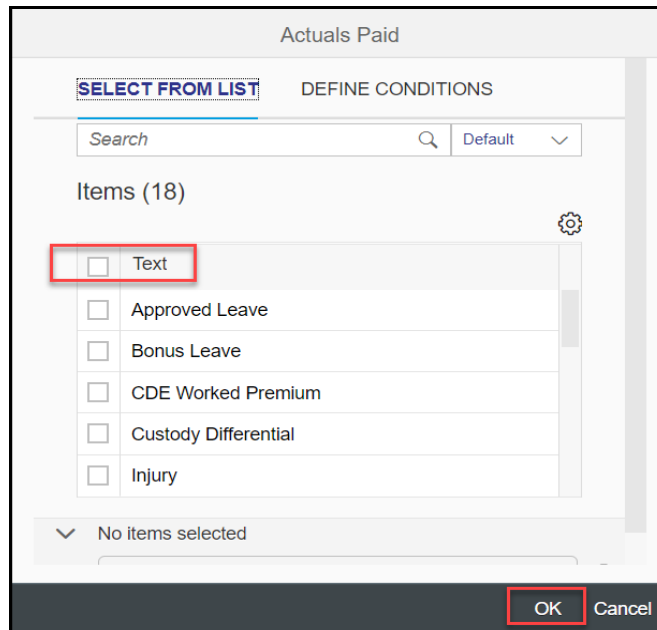 Actuals Paid
SELECT FROM LIST DEFINE CONDITIONS
Search Default
Items (18)
Text
Approved Leave
Bonus Leave
CDE Worked Premium
Custody Differential
Injury
No items selected
OK Cancel